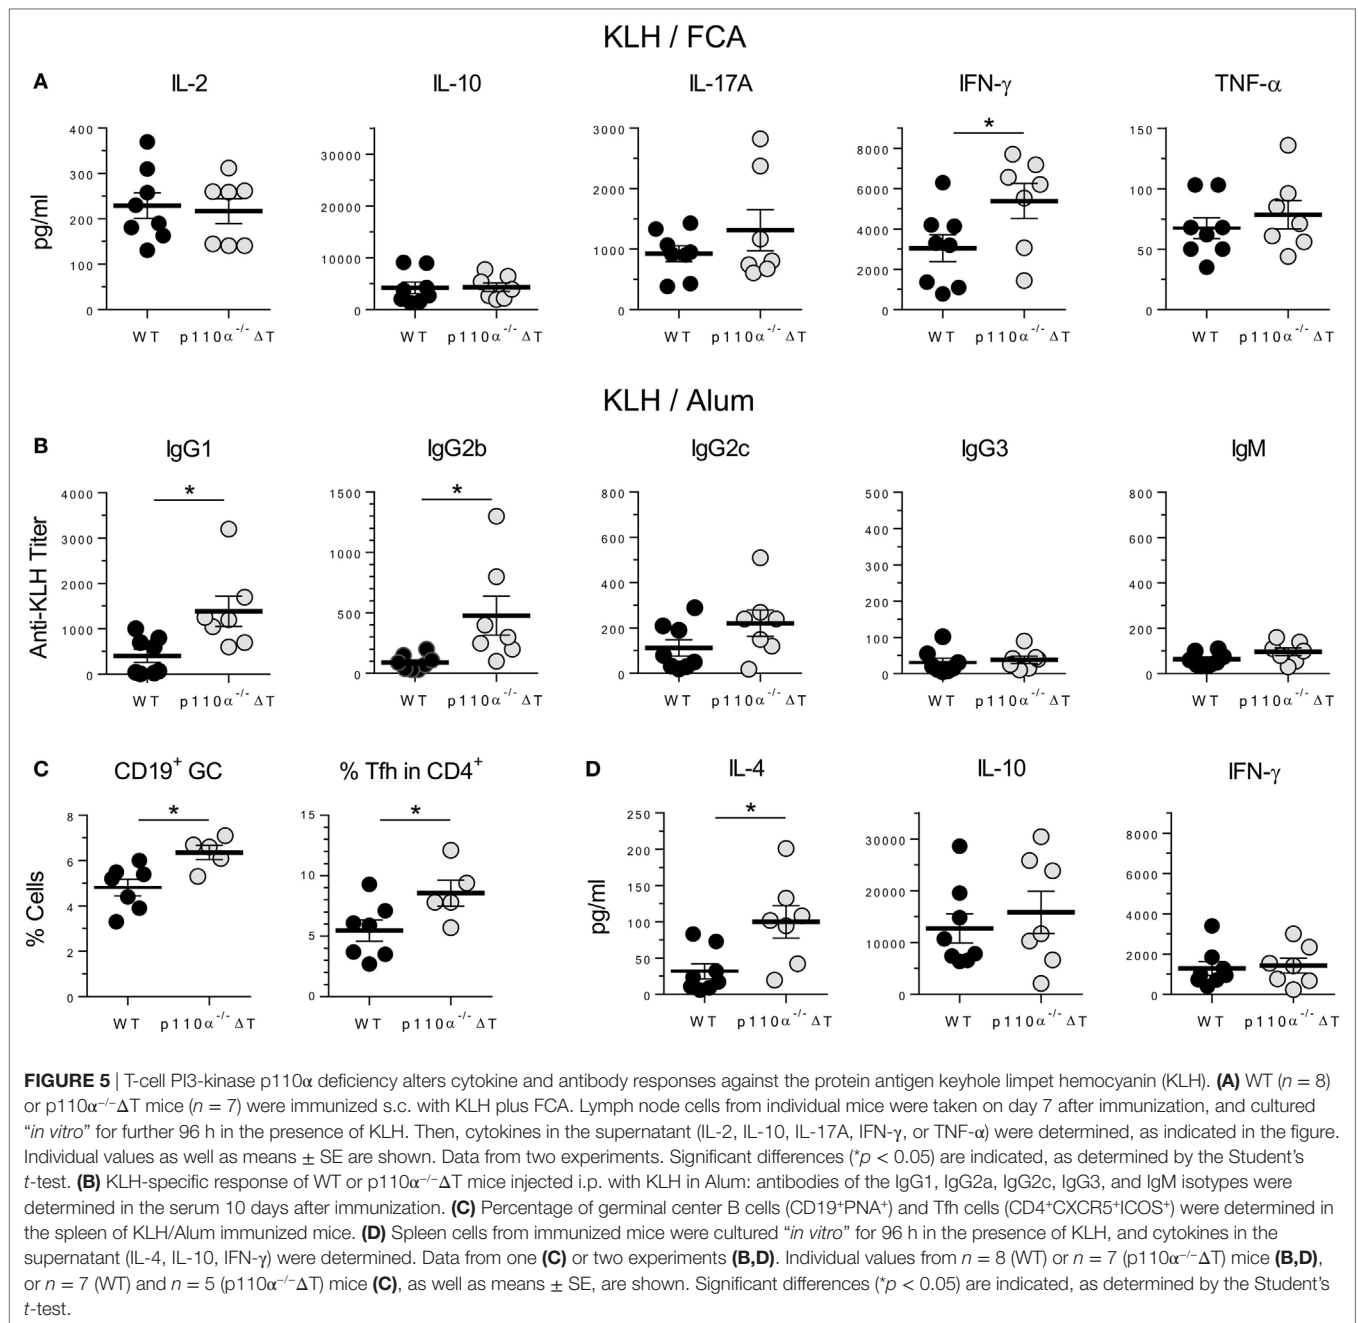 KLH / FCA
A
IL-2
IL-10
IL-17A
IFN-γ
TNF-α
pg/ml
400
300
200
100
0
30000
20000
10000
0
3000
2000
1000
0
*
8000
6000
4000
2000
0
150
100
50
0
WT p110α⁻/⁻ΔT
WT p110α⁻/⁻ΔT
WT p110α⁻/⁻ΔT
WT p110α⁻/⁻ΔT
WT p110α⁻/⁻ΔT
KLH / Alum
B
IgG1
IgG2b
IgG2c
IgG3
IgM
Anti-KLH Titer
*
4000
3000
2000
1000
0
*
1500
1000
500
0
800
600
400
200
0
500
400
300
200
100
0
800
600
400
200
0
WT p110α⁻/⁻ΔT
WT p110α⁻/⁻ΔT
WT p110α⁻/⁻ΔT
WT p110α⁻/⁻ΔT
WT p110α⁻/⁻ΔT
C
CD19⁺ GC
% Tfh in CD4⁺
% Cells
*
8
6
4
2
0
*
15
10
5
0
WT p110α⁻/⁻ΔT
WT p110α⁻/⁻ΔT
D
IL-4
IL-10
IFN-γ
pg/ml
*
250
200
150
100
50
0
30000
20000
10000
0
8000
6000
4000
2000
0
WT p110α⁻/⁻ΔT
WT p110α⁻/⁻ΔT
WT p110α⁻/⁻ΔT
FIGURE 5 | T-cell PI3-kinase p110α deficiency alters cytokine and antibody responses against the protein antigen keyhole limpet hemocyanin (KLH). (A) WT (n = 8)
or p110α⁻/⁻ΔT mice (n = 7) were immunized s.c. with KLH plus FCA. Lymph node cells from individual mice were taken on day 7 after immunization, and cultured
“in vitro” for further 96 h in the presence of KLH. Then, cytokines in the supernatant (IL-2, IL-10, IL-17A, IFN-γ, or TNF-α) were determined, as indicated in the figure.
Individual values as well as means ± SE are shown. Data from two experiments. Significant differences (*p < 0.05) are indicated, as determined by the Student’s
t-test. (B) KLH-specific response of WT or p110α⁻/⁻ΔT mice injected i.p. with KLH in Alum: antibodies of the IgG1, IgG2a, IgG2c, IgG3, and IgM isotypes were
determined in the serum 10 days after immunization. (C) Percentage of germinal center B cells (CD19⁺PNA⁺) and Tfh cells (CD4⁺CXCR5⁺ICOS⁺) were determined in
the spleen of KLH/Alum immunized mice. (D) Spleen cells from immunized mice were cultured “in vitro” for 96 h in the presence of KLH, and cytokines in the
supernatant (IL-4, IL-10, IFN-γ) were determined. Data from one (C) or two experiments (B,D). Individual values from n = 8 (WT) or n = 7 (p110α⁻/⁻ΔT) mice (B,D),
or n = 7 (WT) and n = 5 (p110α⁻/⁻ΔT) mice (C), as well as means ± SE, are shown. Significant differences (*p < 0.05) are indicated, as determined by the Student’s
t-test.